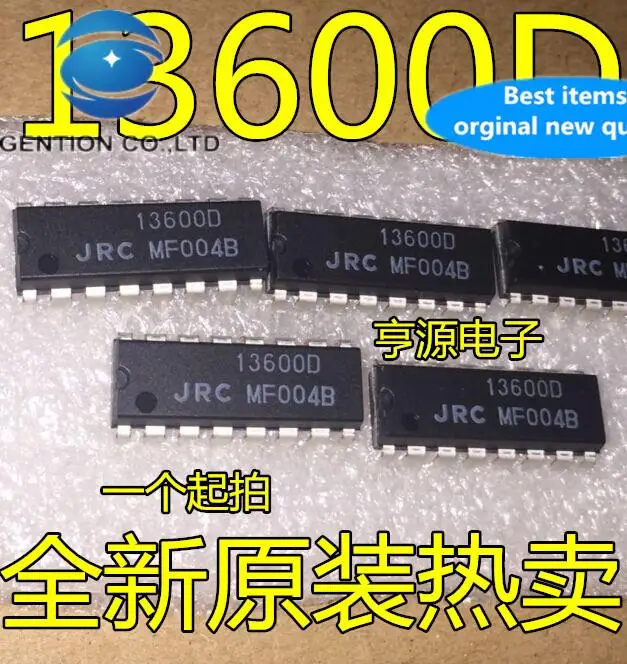 13600D
GENTION CO.,LTD
Best items
orginal new qu
13600D
JRC MF004B
13600D
JRC MF004B
136
JRC M
亨源电子
13600D
JRC MF004B
13600D
JRC MF004B
一个起拍
全新原装热卖